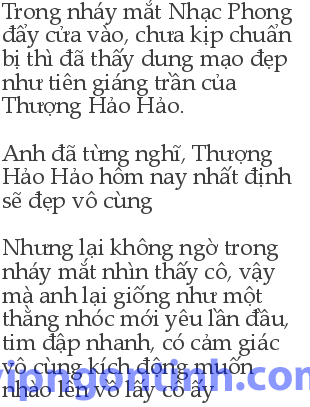 Trong nháy mắt Nhạc Phong
đẩy cửa vào, chưa kịp chuẩn
bị thì đã thấy dung mạo đẹp
như tiên giáng trần của
Thượng Hảo Hảo.
Anh đã từng nghĩ, Thượng
Hảo Hảo hôm nay nhất định
sẽ đẹp vô cùng
Nhưng lại không ngờ trong
nháy mắt nhìn thấy cô, vậy
mà anh lại giống như một
thằng nhóc mới yêu lần đầu,
tim đập nhanh, có cảm giác
vô cùng kích động muốn
nhào lên vồ lấy cô ấy
vipngontinh.com